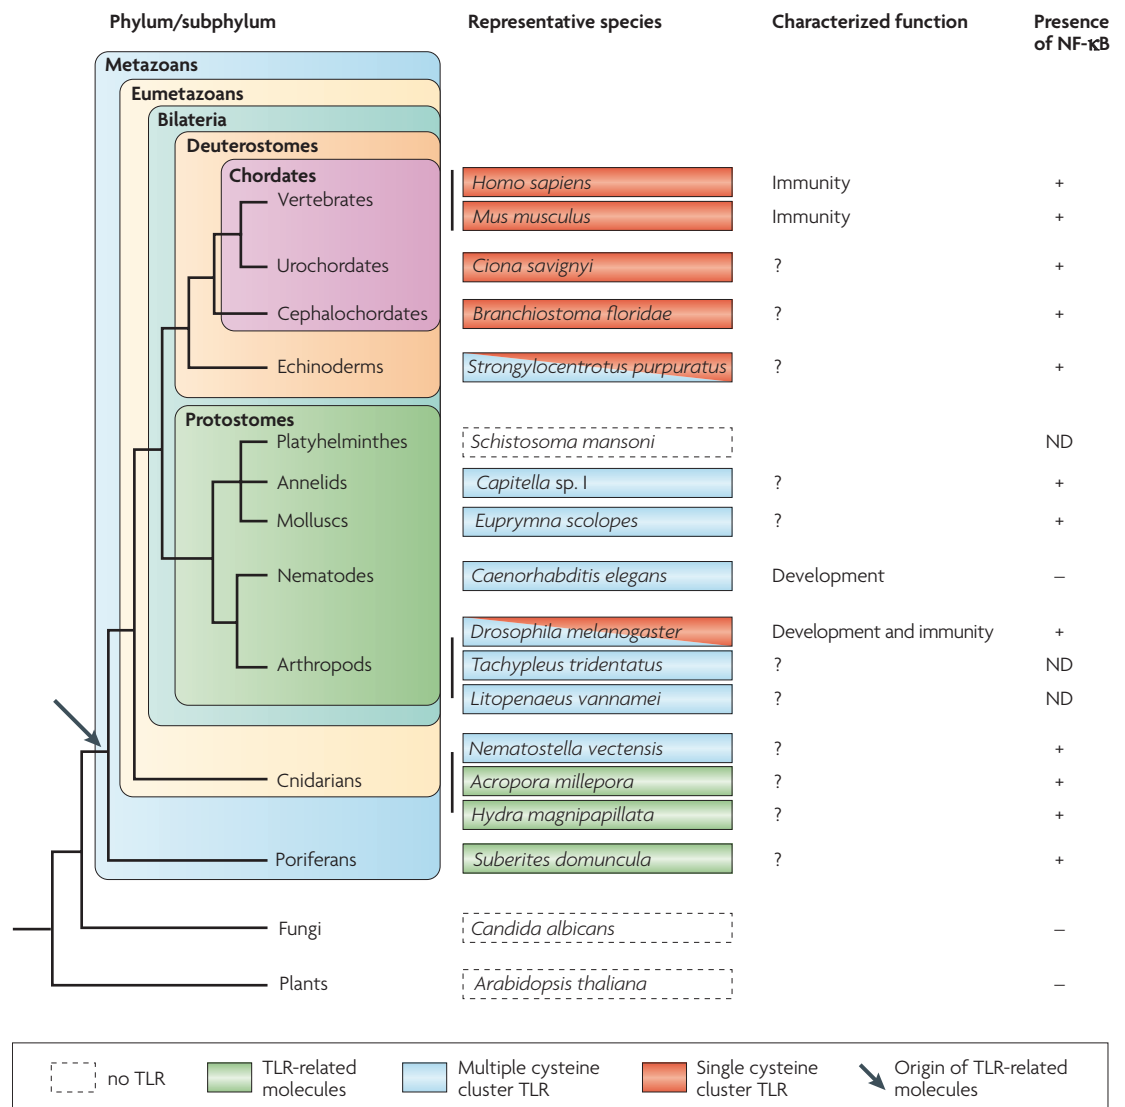 Phylum/subphylum Representative species Characterized function Presence
of NF-κB
Metazoans
Eumetazoans
Bilateria
Deuterostomes
Chordates
Vertebrates Homo sapiens Immunity +
Mus musculus Immunity +
Urochordates Ciona savignyi ? +
Cephalochordates Branchiostoma floridae ? +
Echinoderms Strongylocentrotus purpuratus ? +
Protostomes
Platyhelminthes Schistosoma mansoni ND
Annelids Capitella sp. I ? +
Molluscs Euprymna scolopes ? +
Nematodes Caenorhabditis elegans Development –
Drosophila melanogaster Development and immunity +
Arthropods Tachypleus tridentatus ? ND
Litopenaeus vannamei ? ND
Nematostella vectensis ? +
Cnidarians Acropora millepora ? +
Hydra magnipapillata ? +
Poriferans Suberites domuncula ? +
Fungi Candida albicans –
Plants Arabidopsis thaliana –
no TLR
TLR-related
molecules
Multiple cysteine
cluster TLR
Single cysteine
cluster TLR
Origin of TLR-related
molecules